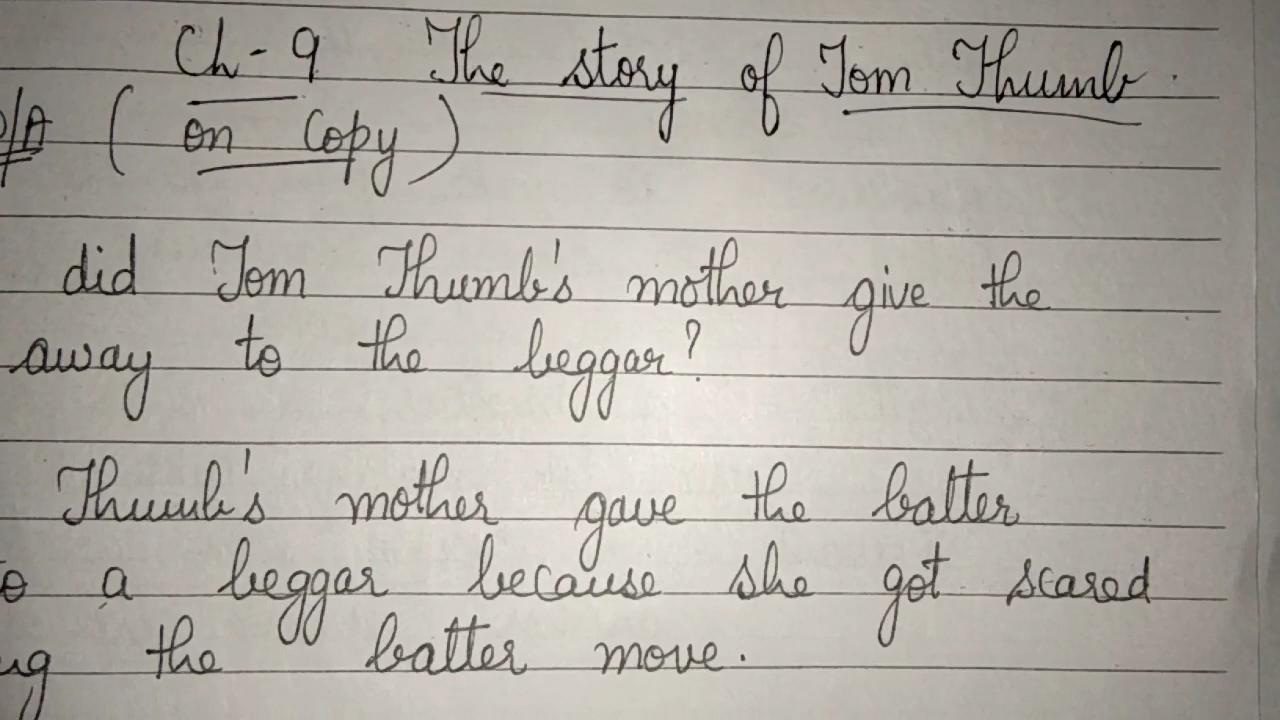 Ch-9 The story of Tom Thumb.
(on Copy)
did Tom Thumb's mother give the
away to the beggar?
Thumb's mother gave the batter
a beggar because she got scared
the batter move.